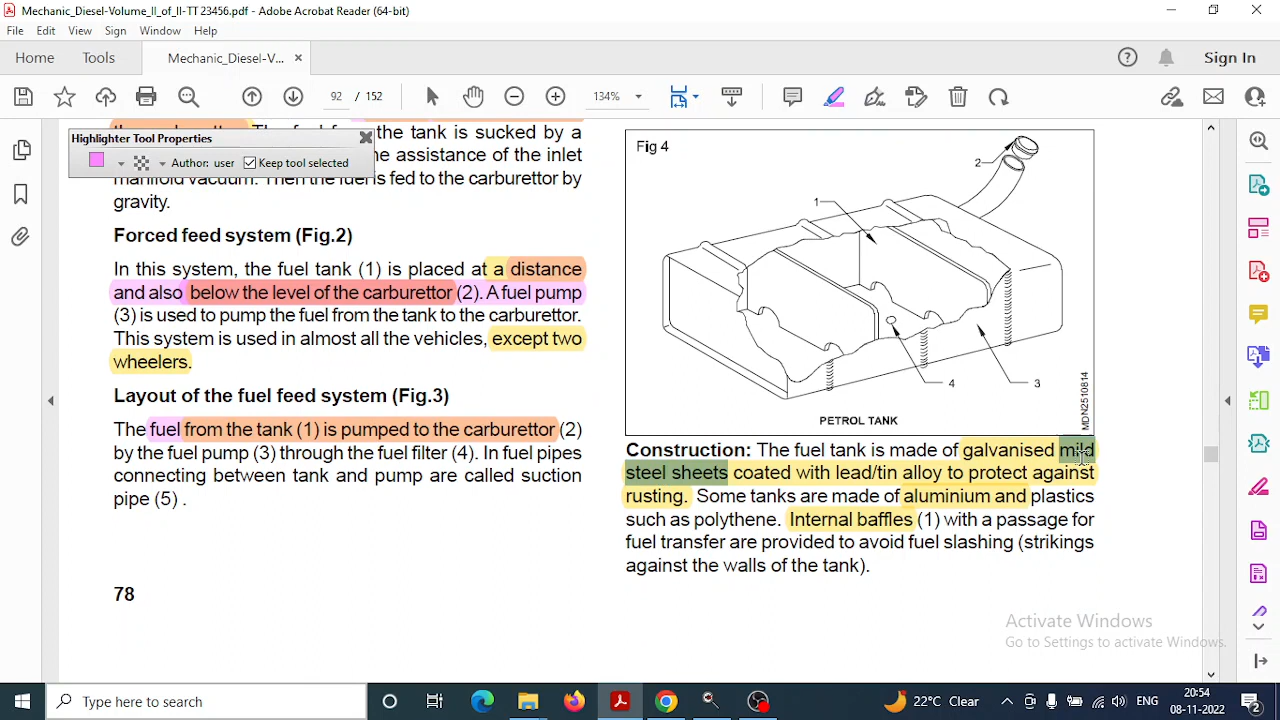 Mechanic_Diesel-Volume_II_of_II-TT 23456.pdf - Adobe Acrobat Reader (64-bit)
File Edit View Sign Window Help
Home Tools Mechanic_Diesel-V... Sign In
92 / 152 134%
Highlighter Tool Properties
Author: user Keep tool selected
The fuel from the tank is sucked by a
the assistance of the inlet
manifold vacuum. Then the fuel is fed to the carburettor by
gravity.
Forced feed system (Fig.2)
In this system, the fuel tank (1) is placed at a distance
and also below the level of the carburettor (2). A fuel pump
(3) is used to pump the fuel from the tank to the carburettor.
This system is used in almost all the vehicles, except two
wheelers.
Layout of the fuel feed system (Fig.3)
The fuel from the tank (1) is pumped to the carburettor (2)
by the fuel pump (3) through the fuel filter (4). In fuel pipes
connecting between tank and pump are called suction
pipe (5) .
78
Fig 4
2
1
4
3
MDN2510814
PETROL TANK
Construction: The fuel tank is made of galvanised mild
steel sheets coated with lead/tin alloy to protect against
rusting. Some tanks are made of aluminium and plastics
such as polythene. Internal baffles (1) with a passage for
fuel transfer are provided to avoid fuel slashing (strikings
against the walls of the tank).
Activate Windows
Go to Settings to activate Windows.
Type here to search
22°C Clear
ENG
20:54
08-11-2022
2